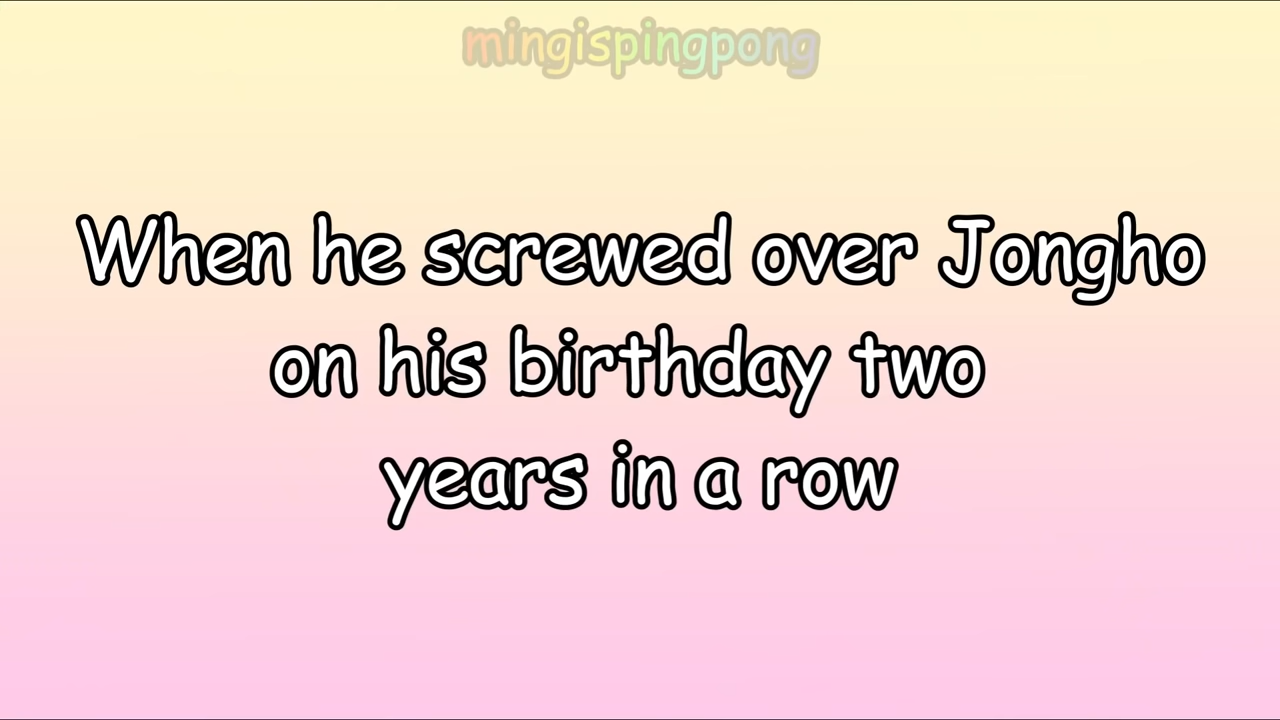 mingispingpong
When he screwed over Jongho
on his birthday two
years in a row